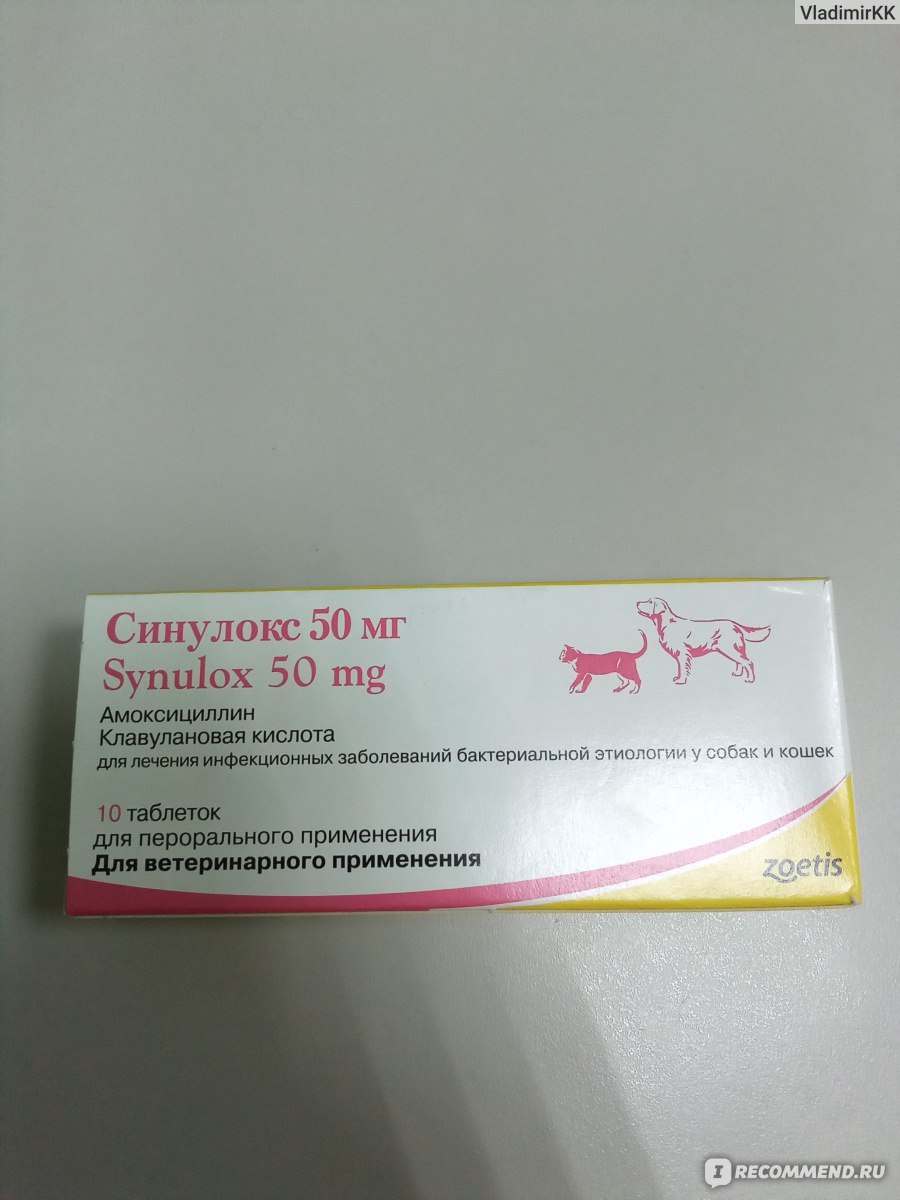 VladimirKK
Синулокс 50 мг
Synulox 50 mg
Амоксициллин
Клавулановая кислота
для лечения инфекционных заболеваний бактериальной этиологии у собак и кошек
10 таблеток
для перорального применения
Для ветеринарного применения
zoetis
IRECOMMEND.RU